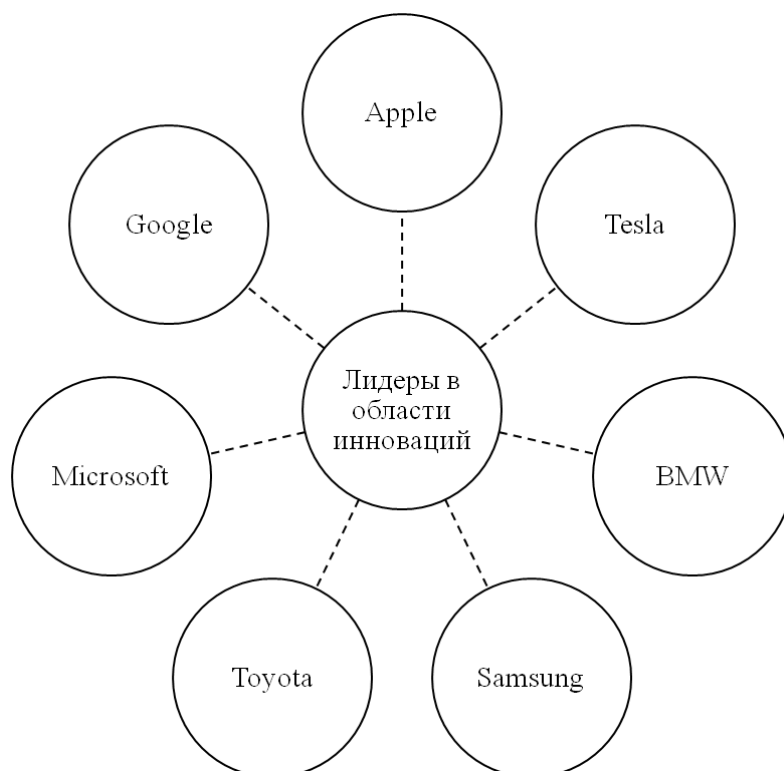 Apple
Google
Tesla
Лидеры в
области
инноваций
Microsoft
BMW
Toyota
Samsung